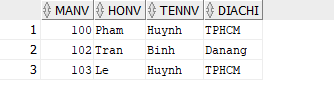 MANV HONV TENNV DIACHI
1 100 Pham Huynh TPHCM
2 102 Tran Binh Danang
3 103 Le Huynh TPHCM